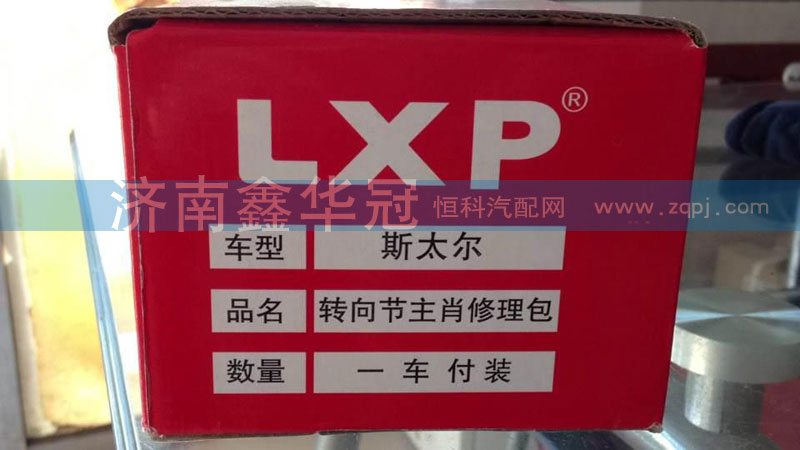 LXP®
济南鑫华冠 恒科汽配网 www.zqpj.com
车型 斯太尔
品名 转向节主肖修理包
数量 一车付装